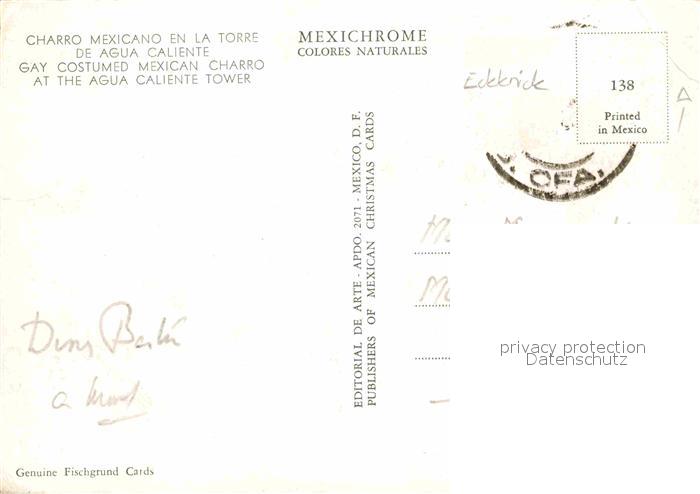 CHARRO MEXICANO EN LA TORRE
DE AGUA CALIENTE
GAY COSTUMED MEXICAN CHARRO
AT THE AGUA CALIENTE TOWER
MEXICHROME
COLORES NATURALES
138
Printed
in Mexico
OFA.
EDITORIAL DE ARTE - APDO. 2071 - MEXICO, D. F.
PUBLISHERS OF MEXICAN CHRISTMAS CARDS
privacy protection
Datenschutz
a
Genuine Fischgrund Cards